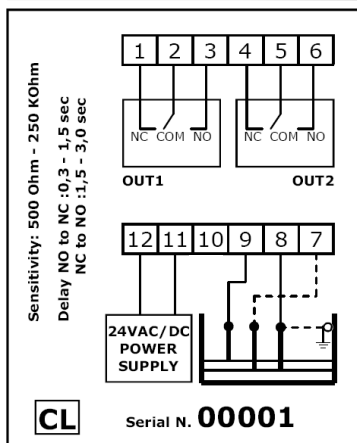 1 2 3 4 5 6
NC COM NO NC COM NO
OUT1 OUT2
Sensitivity: 500 Ohm - 250 KOhm
Delay NO to NC :0,3 - 1,5 sec
NC to NO :1,5 - 3,0 sec
12 11 10 9 8 7
24VAC/DC
POWER
SUPPLY
CL Serial N. 00001